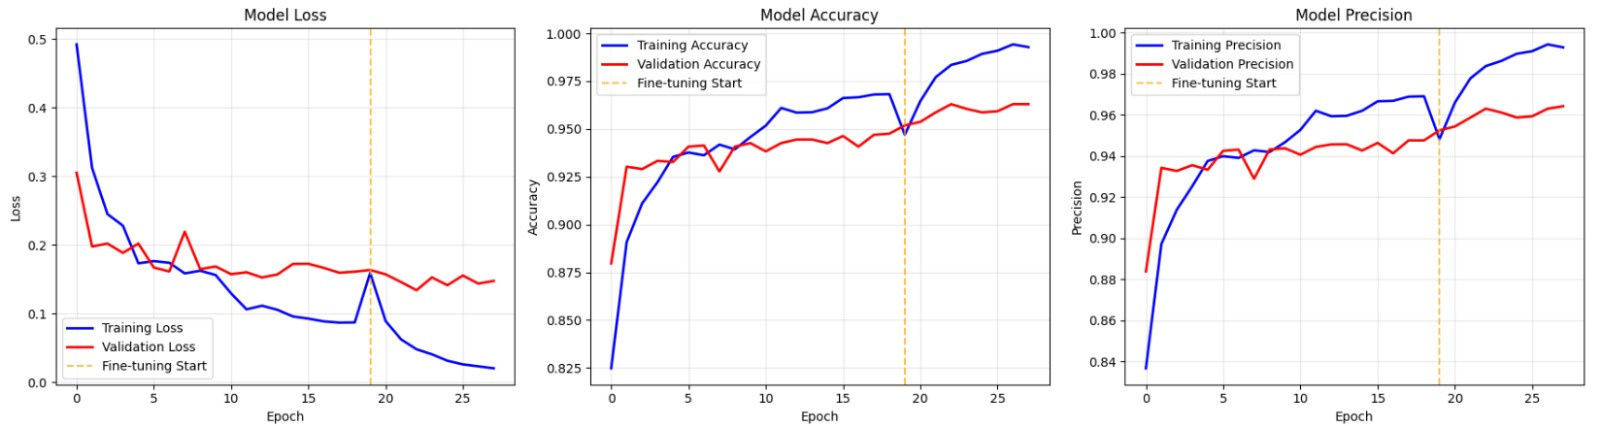 Model Loss
0.5
0.4
0.3
0.2
0.1
0.0
Loss
Training Loss
Validation Loss
Fine-tuning Start
0 5 10 15 20 25
Epoch
Model Accuracy
1.000
0.975
0.950
0.925
0.900
0.875
0.850
0.825
Accuracy
Training Accuracy
Validation Accuracy
Fine-tuning Start
0 5 10 15 20 25
Epoch
Model Precision
1.00
0.98
0.96
0.94
0.92
0.90
0.88
0.86
0.84
Precision
Training Precision
Validation Precision
Fine-tuning Start
0 5 10 15 20 25
Epoch